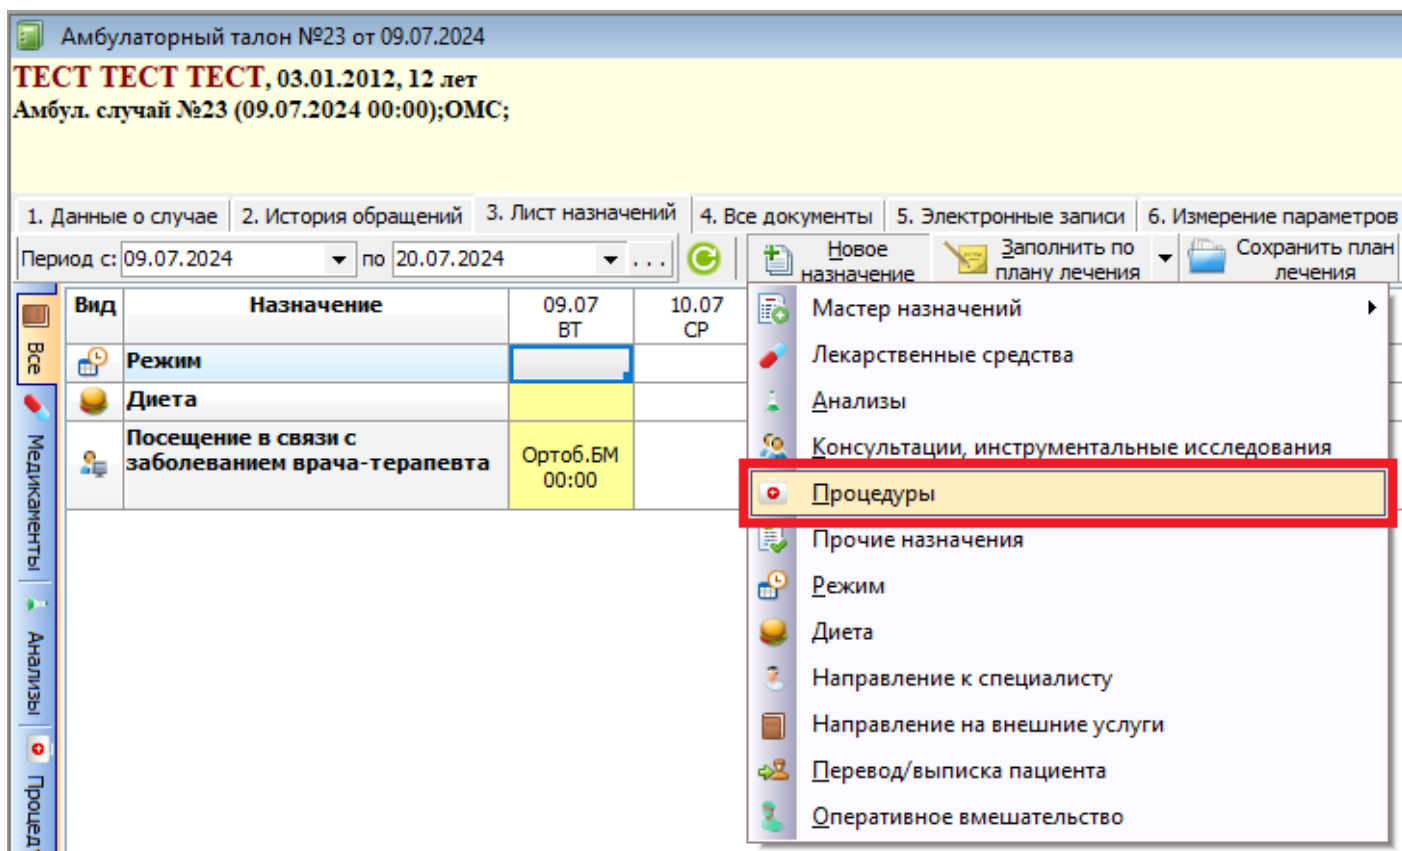 Амбулаторный талон №23 от 09.07.2024
ТЕСТ ТЕСТ ТЕСТ, 03.01.2012, 12 лет
Амбул. случай №23 (09.07.2024 00:00);ОМС;
1. Данные о случае 2. История обращений 3. Лист назначений 4. Все документы 5. Электронные записи 6. Измерение параметров
Период с: 09.07.2024 по 20.07.2024 ...
Новое
назначение
Заполнить по
плану лечения
Сохранить план
лечения
Все
Медикаменты
Анализы
Процед
Вид Назначение 09.07 10.07
ВТ СР
Режим
Диета
Посещение в связи с
заболеванием врача-терапевта
Ортоб.БМ
00:00
Мастер назначений
Лекарственные средства
Анализы
Консультации, инструментальные исследования
Процедуры
Прочие назначения
Режим
Диета
Направление к специалисту
Направление на внешние услуги
Перевод/выписка пациента
Оперативное вмешательство